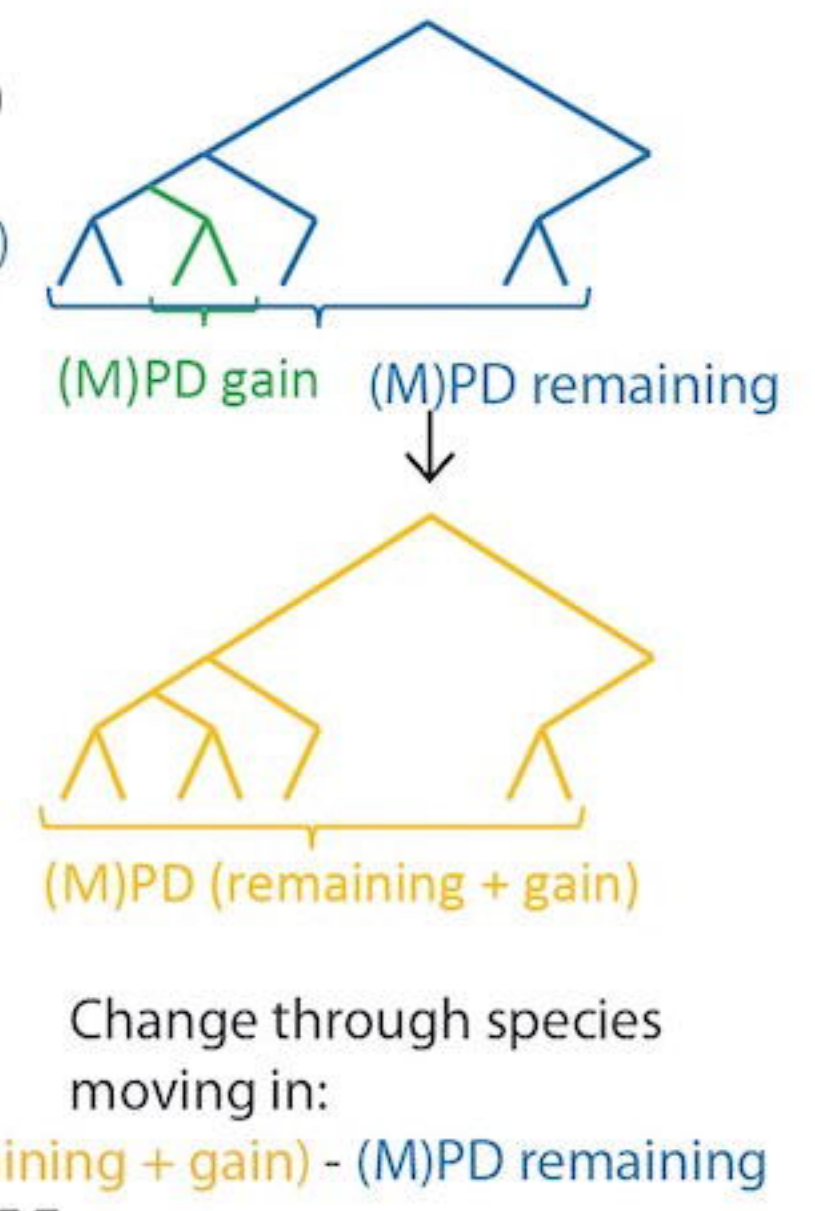 )
)
(M)PD gain (M)PD remaining
(M)PD (remaining + gain)
Change through species
moving in:
ining + gain) - (M)PD remaining